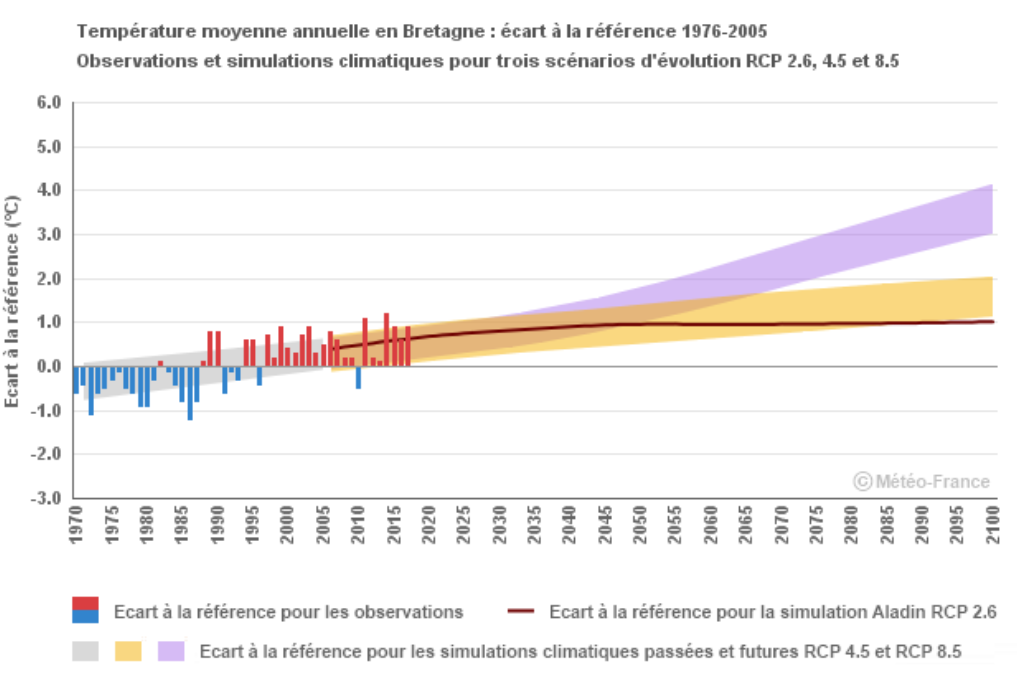 Température moyenne annuelle en Bretagne : écart à la référence 1976-2005
Observations et simulations climatiques pour trois scénarios d'évolution RCP 2.6, 4.5 et 8.5
Ecart à la référence (°C)
6.0
5.0
4.0
3.0
2.0
1.0
0.0
-1.0
-2.0
-3.0
© Météo-France
1970 1975 1980 1985 1990 1995 2000 2005 2010 2015 2020 2025 2030 2035 2040 2045 2050 2055 2060 2065 2070 2075 2080 2085 2090 2095 2100
Ecart à la référence pour les observations
Ecart à la référence pour la simulation Aladin RCP 2.6
Ecart à la référence pour les simulations climatiques passées et futures RCP 4.5 et RCP 8.5